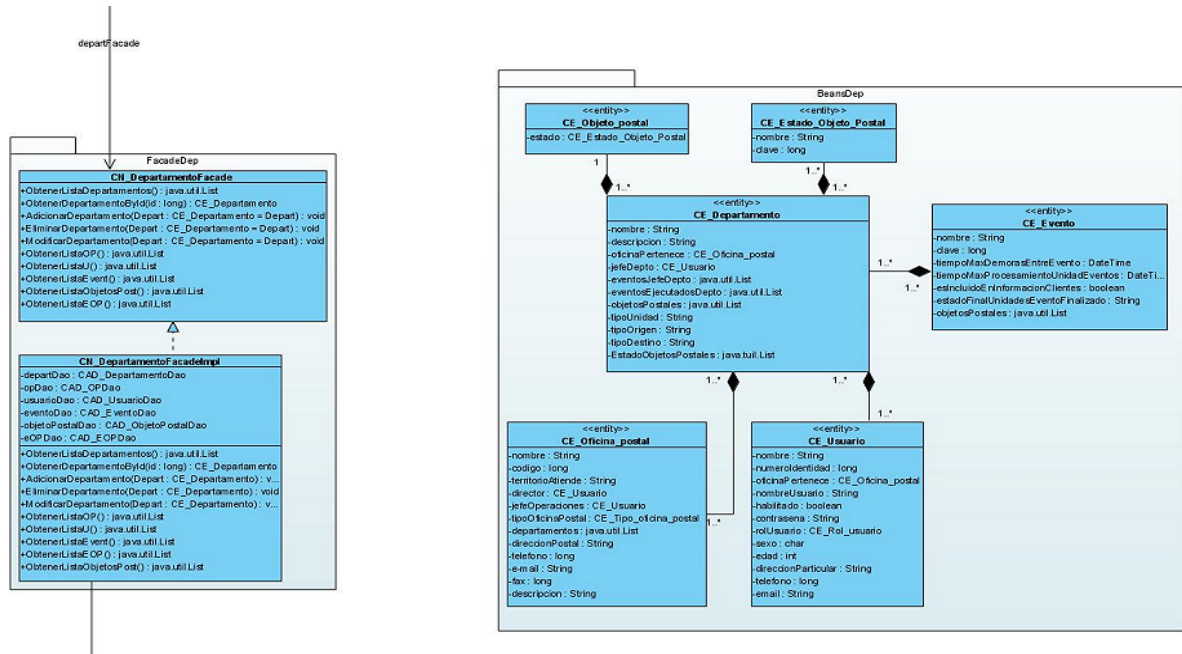 departFacade
FacadeDep
CN_DepartamentoFacade
+ObtenerListaDepartamentos() : java.util.List
+ObtenerDepartamentoById(id : long) : CE_Departamento
+AdicionarDepartamento(Depart : CE_Departamento = Depart) : void
+EliminarDepartamento(Depart : CE_Departamento = Depart) : void
+ModificarDepartamento(Depart : CE_Departamento = Depart) : void
+ObtenerListaOP() : java.util.List
+ObtenerListaU() : java.util.List
+ObtenerListaEvent() : java.util.List
+ObtenerListaObjetosPost() : java.util.List
+ObtenerListaEOP() : java.util.List
CN_DepartamentoFacadeImpl
-departDao : CAD_DepartamentoDao
-opDao : CAD_OPDao
-usuarioDao : CAD_UsuarioDao
-eventoDao : CAD_EventoDao
-objetoPostalDao : CAD_ObjetoPostalDao
-eOPDao : CAD_EOPDao
+ObtenerListaDepartamentos() : java.util.List
+ObtenerDepartamentoById(id : long) : CE_Departamento
+AdicionarDepartamento(Depart : CE_Departamento) : v...
+EliminarDepartamento(Depart : CE_Departamento) : void
+ModificarDepartamento(Depart : CE_Departamento) : v...
+ObtenerListaOP() : java.util.List
+ObtenerListaU() : java.util.List
+ObtenerListaEvent() : java.util.List
+ObtenerListaEOP() : java.util.List
+ObtenerListaObjetosPost() : java.util.List
BeansDep
<<entity>>
CE_Objeto_postal
-estado : CE_Estado_Objeto_Postal
1
1..*
<<entity>>
CE_Estado_Objeto_Postal
-nombre : String
-clave : long
1..*
1..*
<<entity>>
CE_Departamento
-nombre : String
-descripcion : String
-oficinaPertenece : CE_Oficina_postal
-jefeDepto : CE_Usuario
-eventosJefeDepto : java.util.List
-eventosEjecutadosDepto : java.util.List
-objetosPostales : java.util.List
-tipoUnidad : String
-tipoOrigen : String
-tipoDestino : String
-EstadoObjetosPostales : java.tuil.List
1..*
1..*
<<entity>>
CE_Evento
-nombre : String
-clave : long
-tiempoMaxDemorasEntreEvento : DateTime
-tiempoMaxProcesamientoUnidadEventos : DateTi...
-esIncluidoEnInformacionClientes : boolean
-estadoFinalUnidadesEventoFinalizado : String
-objetosPostales : java.util.List
1..*
1..*
1..*
1..*
<<entity>>
CE_Oficina_postal
-nombre : String
-codigo : long
-territorioAtiende : String
-director : CE_Usuario
-jefeOperaciones : CE_Usuario
-tipoOficinaPostal : CE_Tipo_oficina_postal
-departamentos : java.util.List
-direccionPostal : String
-telefono : long
-e-mail : String
-fax : long
-descripcion : String
<<entity>>
CE_Usuario
-nombre : String
-numeroIdentidad : long
-oficinaPertenece : CE_Oficina_postal
-nombreUsuario : String
-habilitado : boolean
-contrasena : String
-rolUsuario : CE_Rol_usuario
-sexo : char
-edad : int
-direccionParticular : String
-telefono : long
-email : String